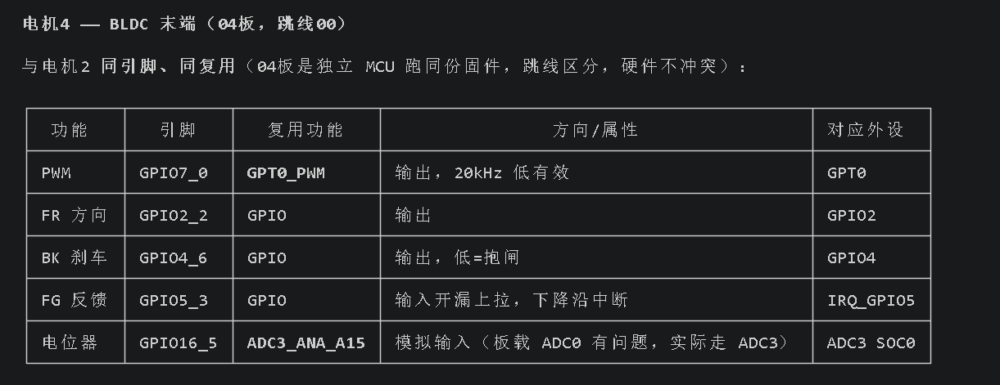 电机4 —— BLDC 末端（04板，跳线00）
与电机2 同引脚、同复用（04板是独立 MCU 跑同份固件，跳线区分，硬件不冲突）：
功能 引脚 复用功能 方向/属性 对应外设
PWM GPIO7_0 GPT0_PWM 输出，20kHz 低有效 GPT0
FR 方向 GPIO2_2 GPIO 输出 GPIO2
BK 刹车 GPIO4_6 GPIO 输出，低=抱闸 GPIO4
FG 反馈 GPIO5_3 GPIO 输入开漏上拉，下降沿中断 IRQ_GPIO5
电位器 GPIO16_5 ADC3_ANA_A15 模拟输入（板载 ADC0 有问题，实际走 ADC3） ADC3 SOC0